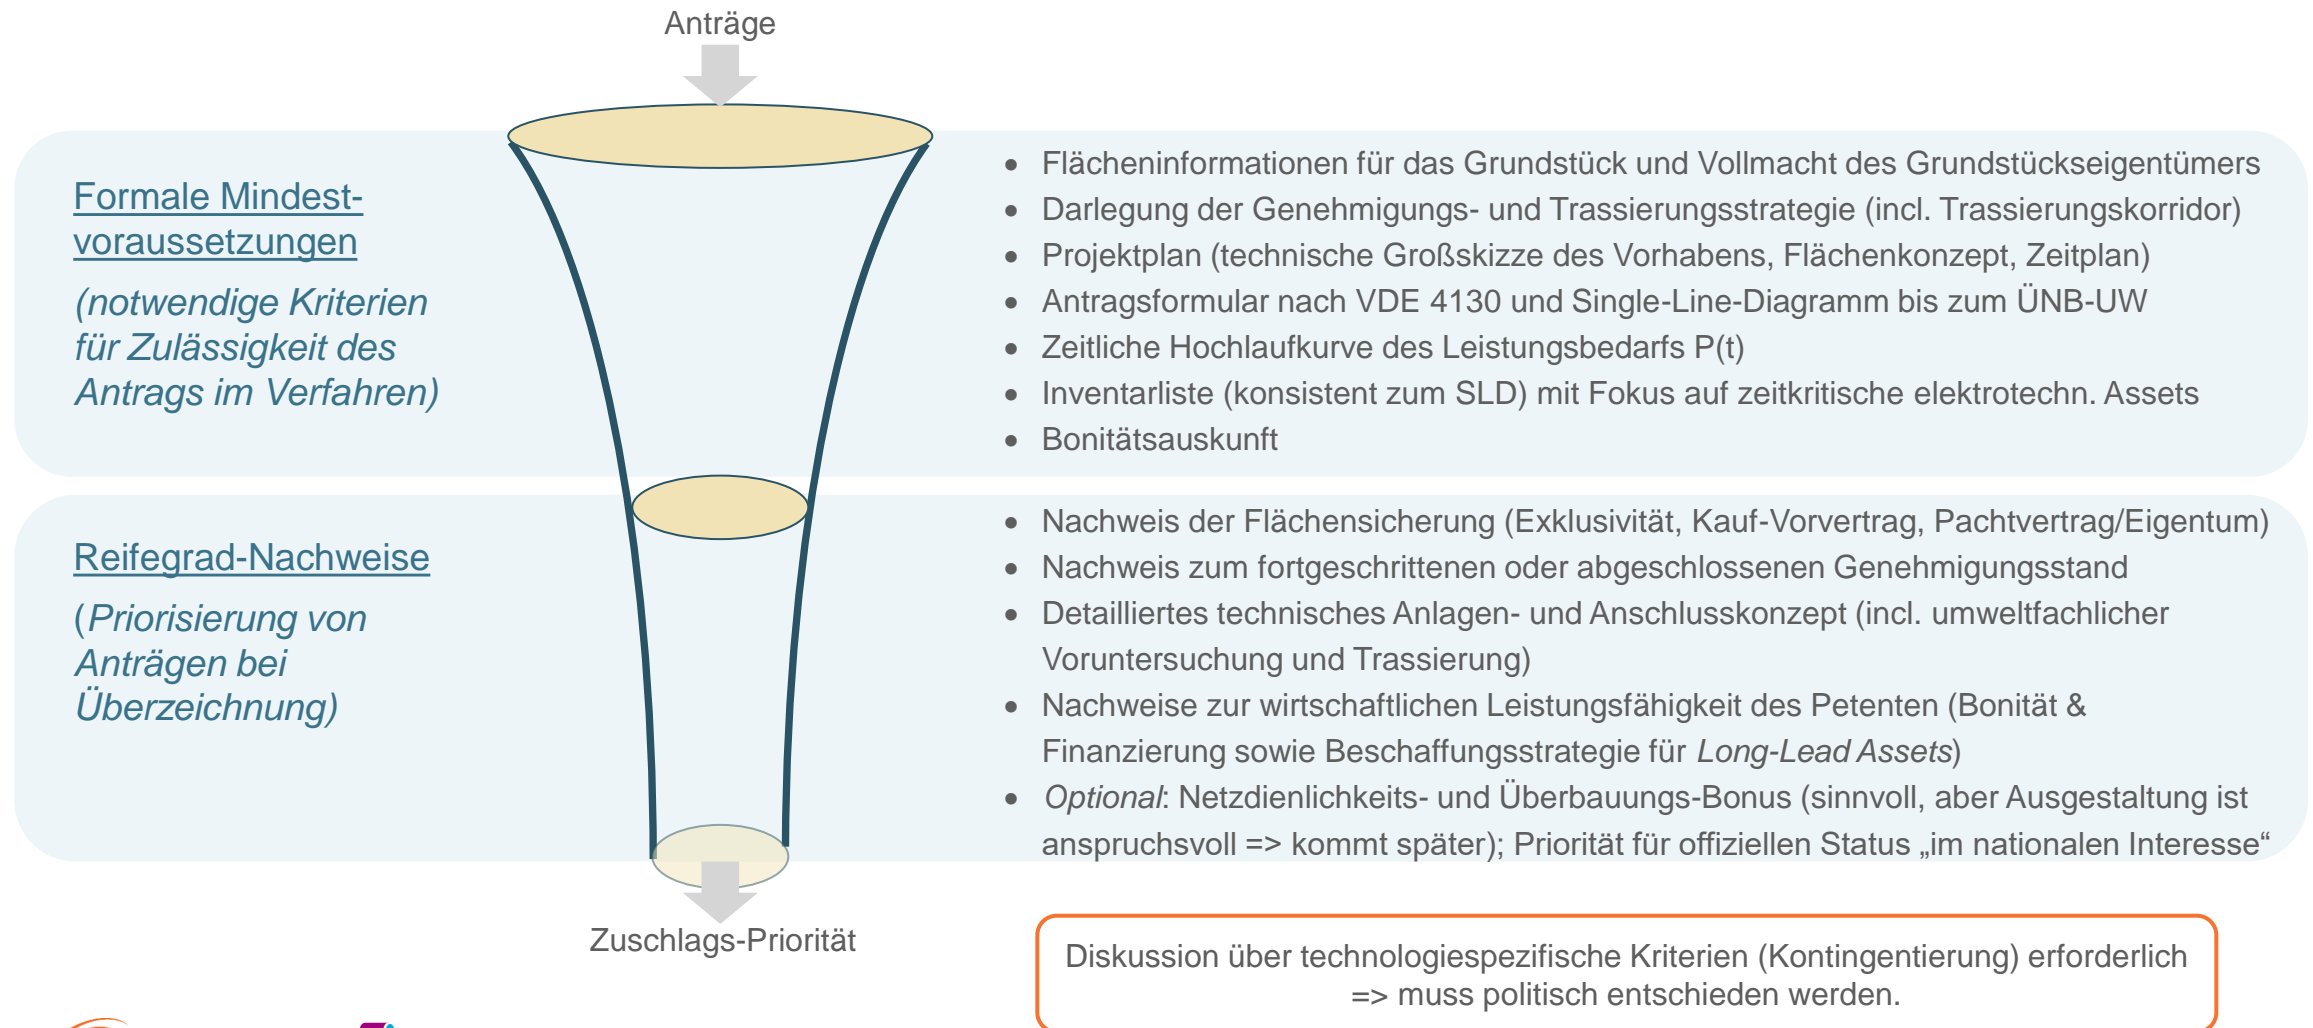 Anträge
Formale Mindest-
voraussetzungen
(notwendige Kriterien
für Zulässigkeit des
Antrags im Verfahren)
• Flächeninformationen für das Grundstück und Vollmacht des Grundstückseigentümers
• Darlegung der Genehmigungs- und Trassierungsstrategie (incl. Trassierungskorridor)
• Projektplan (technische Großskizze des Vorhabens, Flächenkonzept, Zeitplan)
• Antragsformular nach VDE 4130 und Single-Line-Diagramm bis zum ÜNB-UW
• Zeitliche Hochlaufkurve des Leistungsbedarfs P(t)
• Inventarliste (konsistent zum SLD) mit Fokus auf zeitkritische elektrotechn. Assets
• Bonitätsauskunft
Reifegrad-Nachweise
(Priorisierung von
Anträgen bei
Überzeichnung)
• Nachweis der Flächensicherung (Exklusivität, Kauf-Vorvertrag, Pachtvertrag/Eigentum)
• Nachweis zum fortgeschrittenen oder abgeschlossenen Genehmigungsstand
• Detailliertes technisches Anlagen- und Anschlusskonzept (incl. umweltfachlicher
Voruntersuchung und Trassierung)
• Nachweise zur wirtschaftlichen Leistungsfähigkeit des Petenten (Bonität &
Finanzierung sowie Beschaffungsstrategie für Long-Lead Assets)
• Optional: Netzdienlichkeits- und Überbauungs-Bonus (sinnvoll, aber Ausgestaltung ist
anspruchsvoll => kommt später); Priorität für offiziellen Status „im nationalen Interesse“
Zuschlags-Priorität
Diskussion über technologiespezifische Kriterien (Kontingentierung) erforderlich
=> muss politisch entschieden werden.